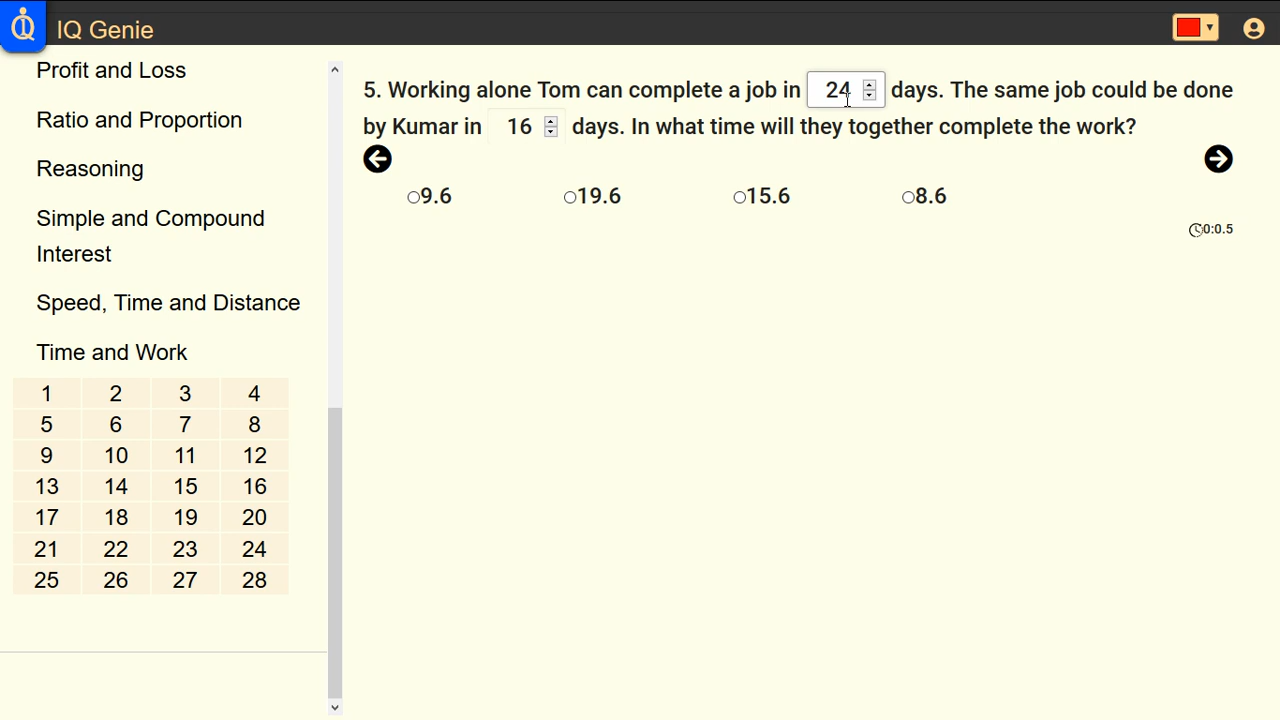 IQ Genie
Profit and Loss
Ratio and Proportion
Reasoning
Simple and Compound
Interest
Speed, Time and Distance
Time and Work
1 2 3 4
5 6 7 8
9 10 11 12
13 14 15 16
17 18 19 20
21 22 23 24
25 26 27 28
5. Working alone Tom can complete a job in 24 days. The same job could be done
by Kumar in 16 days. In what time will they together complete the work?
9.6 19.6 15.6 8.6
0:0.5